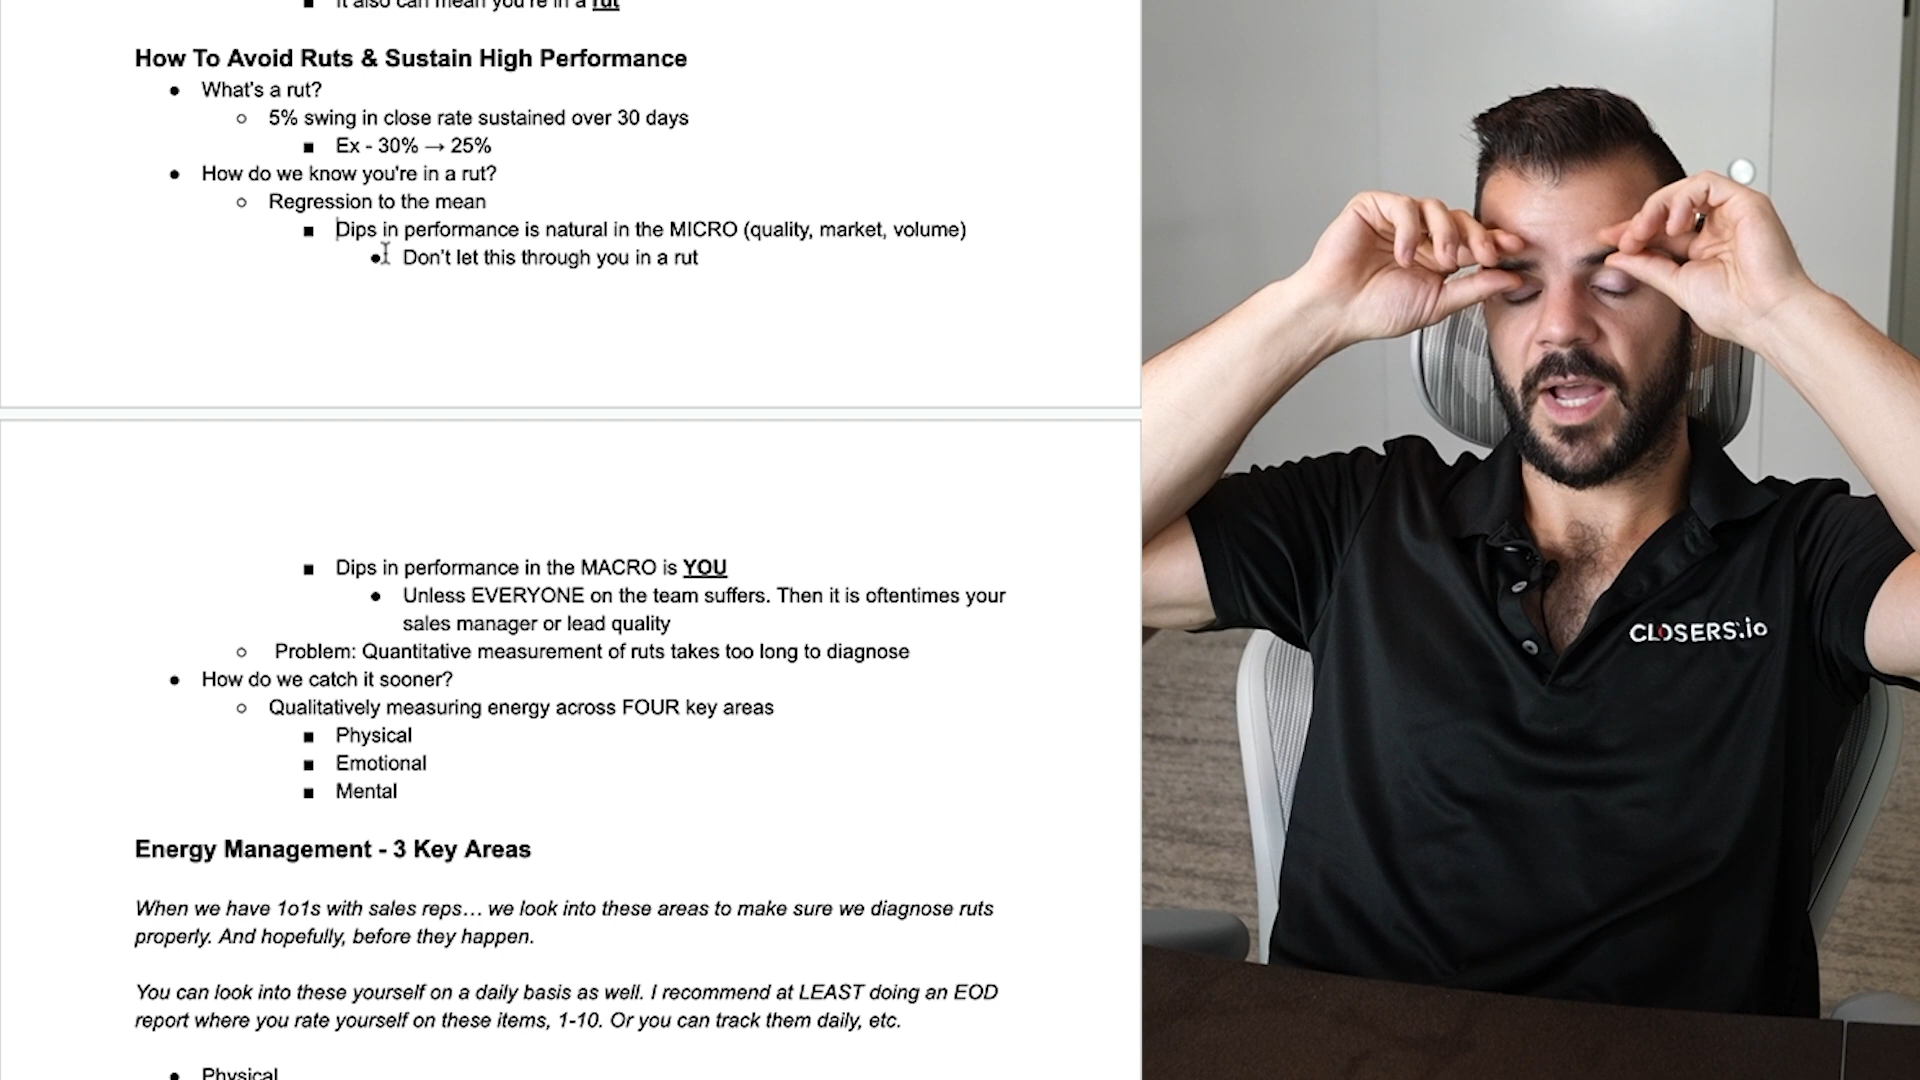 It also can mean you're in a rut
How To Avoid Ruts & Sustain High Performance
What's a rut?
5% swing in close rate sustained over 30 days
Ex - 30% → 25%
How do we know you're in a rut?
Regression to the mean
Dips in performance is natural in the MICRO (quality, market, volume)
Don't let this through you in a rut
Dips in performance in the MACRO is YOU
Unless EVERYONE on the team suffers. Then it is oftentimes your
sales manager or lead quality
Problem: Quantitative measurement of ruts takes too long to diagnose
How do we catch it sooner?
Qualitatively measuring energy across FOUR key areas
Physical
Emotional
Mental
Energy Management - 3 Key Areas
When we have 1o1s with sales reps… we look into these areas to make sure we diagnose ruts
properly. And hopefully, before they happen.
You can look into these yourself on a daily basis as well. I recommend at LEAST doing an EOD
report where you rate yourself on these items, 1-10. Or you can track them daily, etc.
Physical
CLOSERS.io